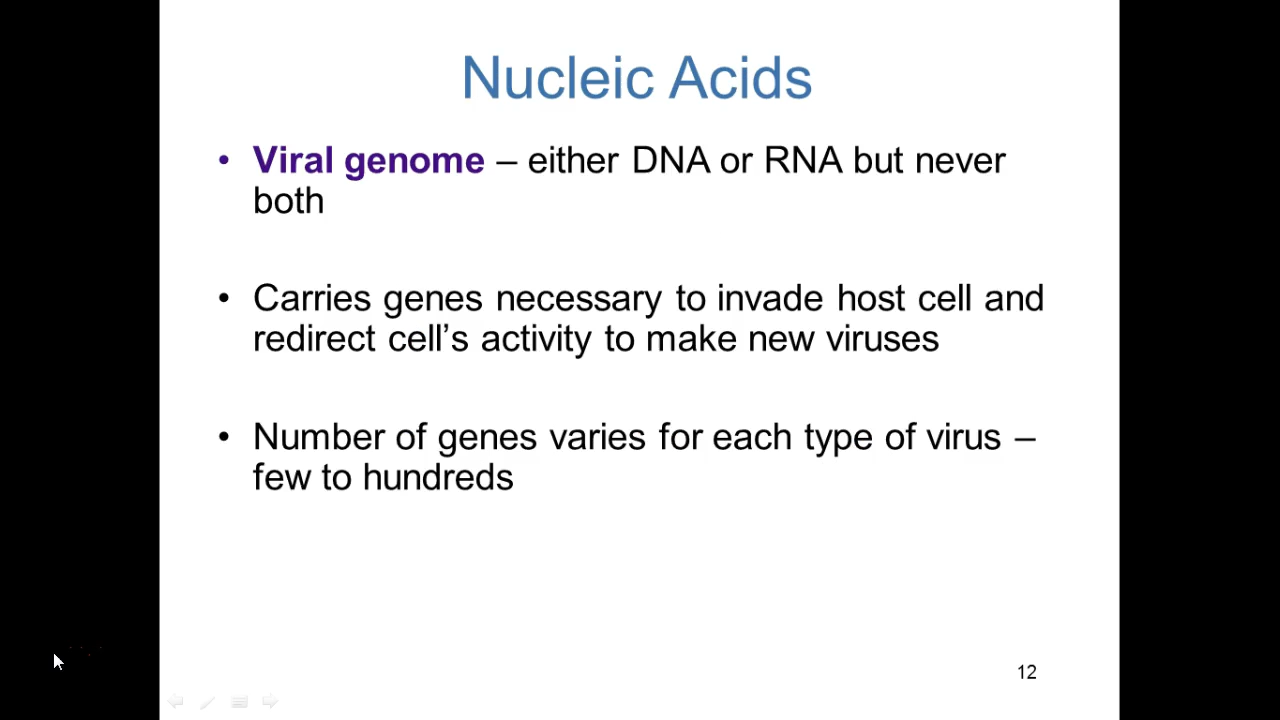 Nucleic Acids
• Viral genome – either DNA or RNA but never
both
• Carries genes necessary to invade host cell and
redirect cell’s activity to make new viruses
• Number of genes varies for each type of virus –
few to hundreds
12